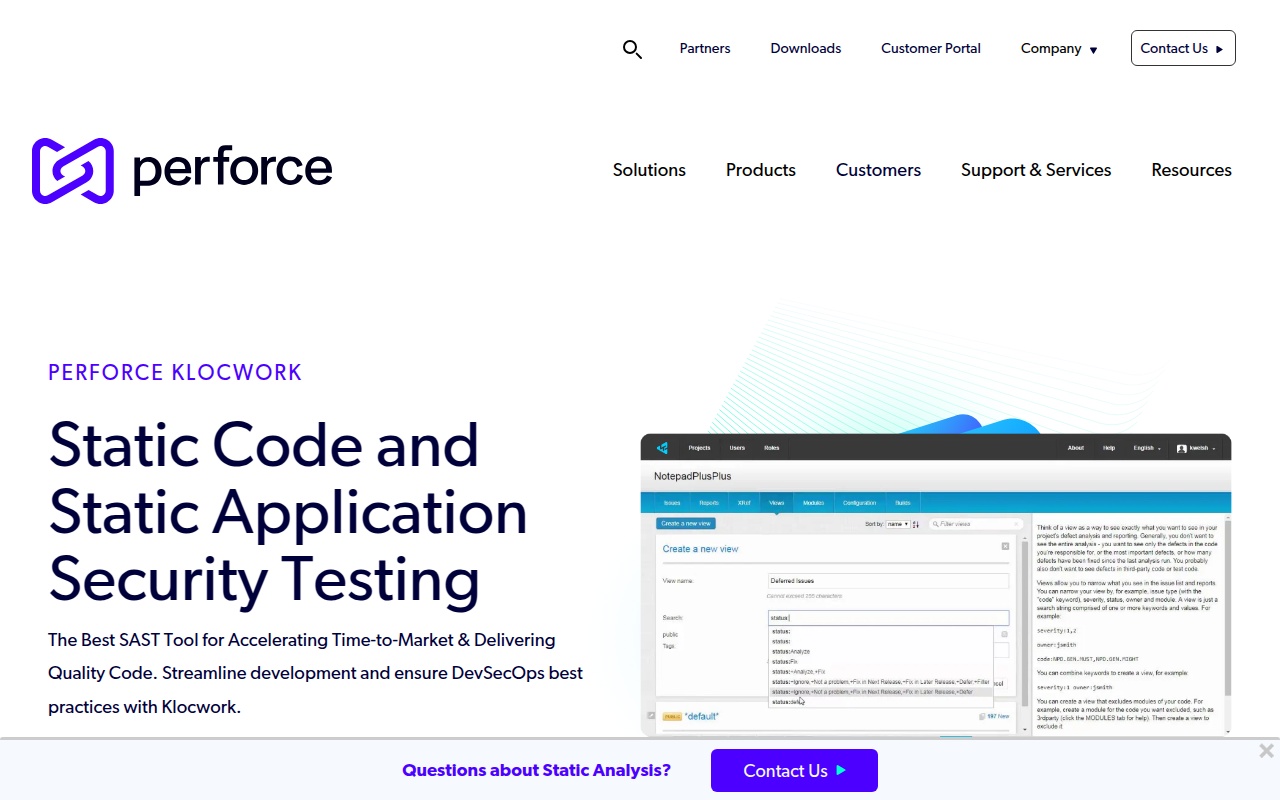 Partners Downloads Customer Portal Company Contact Us
perforce
Solutions Products Customers Support & Services Resources
PERFORCE KLOCWORK
Static Code and
Static Application
Security Testing
The Best SAST Tool for Accelerating Time-to-Market & Delivering
Quality Code. Streamline development and ensure DevSecOps best
practices with Klocwork.
Projects Users Roles About Help English kwelsh
NotepadPlusPlus
Issues Reports XRef Views Modules Configuration Builds
Create a new view Sort by: name Filter views
Create a new view
View name: Deferred Issues
Cannot exceed 255 characters
Search: status:
public
Tags:
status:
status:
status:Analyze
status:Fix
status:+Analyze,+Fix
status:+Ignore,+Not a problem,+Fix in Next Release,+Fix in Later Release,+Defer,+Filter
status:+Ignore,+Not a problem,+Fix in Next Release,+Fix in Later Release,+Defer
"default" 187 New
Think of a view as a way to see exactly what you want to see in your
project's defect analysis and reporting. Generally, you don't want to
see the entire analysis - you want to see only the defects in the code
you're responsible for, or the most important defects, or how many
defects have been fixed since the last analysis run. You probably
also don't want to see defects in third-party code or test code.
Views allow you to narrow what you see in the issue list and reports.
You can narrow your view by, for example, issue type (with the
"code" keyword), severity, status, owner and module. A view is just a
search string comprised of one or more keywords and values. For
example:
severity:1,2
owner:jsmith
code:NPD.GEN.MUST,NPD.GEN.MIGHT
You can combine keywords to create a view, for example:
severity:1 owner:jsmith
You can create a view that excludes modules of your code. For
example, create a module for the code you want excluded, such as
3rdparty (click the MODULES tab for help). Then create a view to
exclude it
Questions about Static Analysis? Contact Us